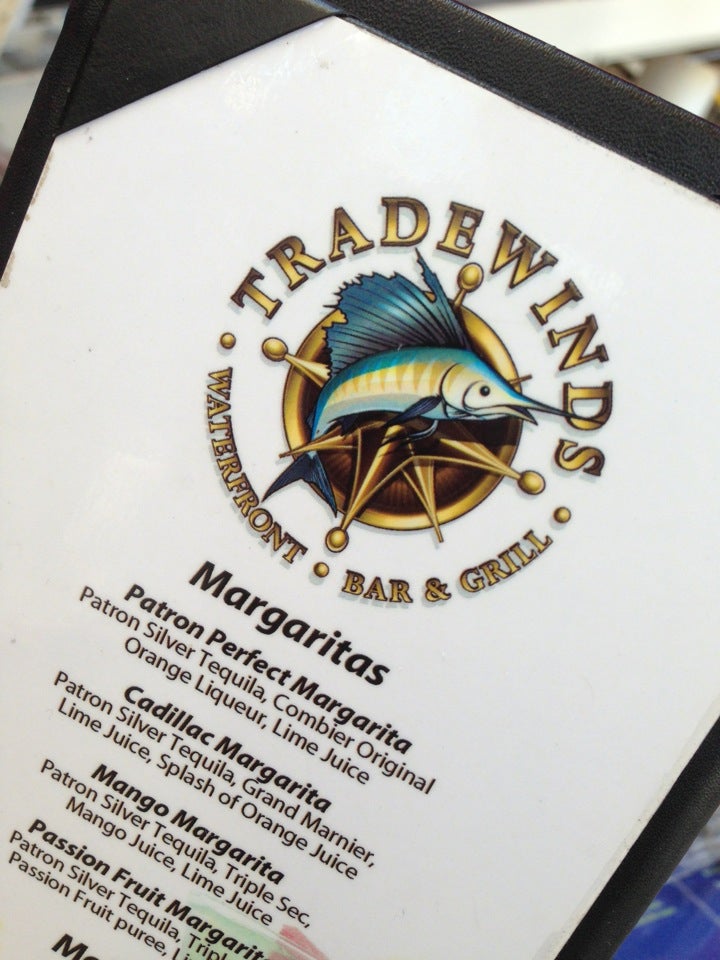 TRADEWINDS
WATERFRONT • BAR & GRILL
Margaritas
Patron Perfect Margarita
Patron Silver Tequila, Combier Original
Orange Liqueur, Lime Juice
Cadillac Margarita
Patron Silver Tequila, Grand Marnier,
Lime Juice, Splash of Orange Juice
Mango Margarita
Patron Silver Tequila, Triple Sec,
Mango Juice, Lime Juice
Passion Fruit Margarita
Patron Silver Tequila,
Passion Fruit puree,